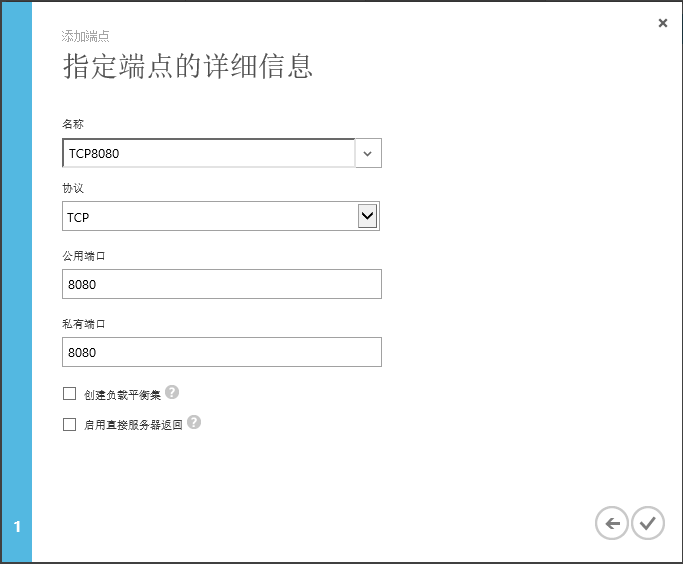 添加端点
指定端点的详细信息
名称
TCP8080
协议
TCP
公用端口
8080
私有端口
8080
创建负载平衡集 ?
启用直接服务器返回 ?
1